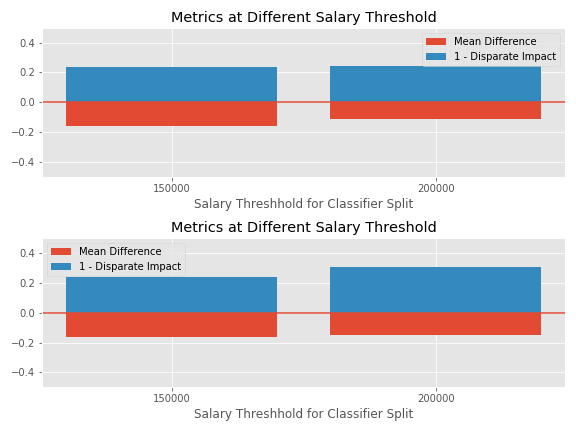 Metrics at Different Salary Threshold
0.4
0.2
0.0
−0.2
−0.4
Mean Difference
1 - Disparate Impact
150000
200000
Salary Threshhold for Classifier Split
Metrics at Different Salary Threshold
0.4
0.2
0.0
−0.2
−0.4
Mean Difference
1 - Disparate Impact
150000
200000
Salary Threshhold for Classifier Split